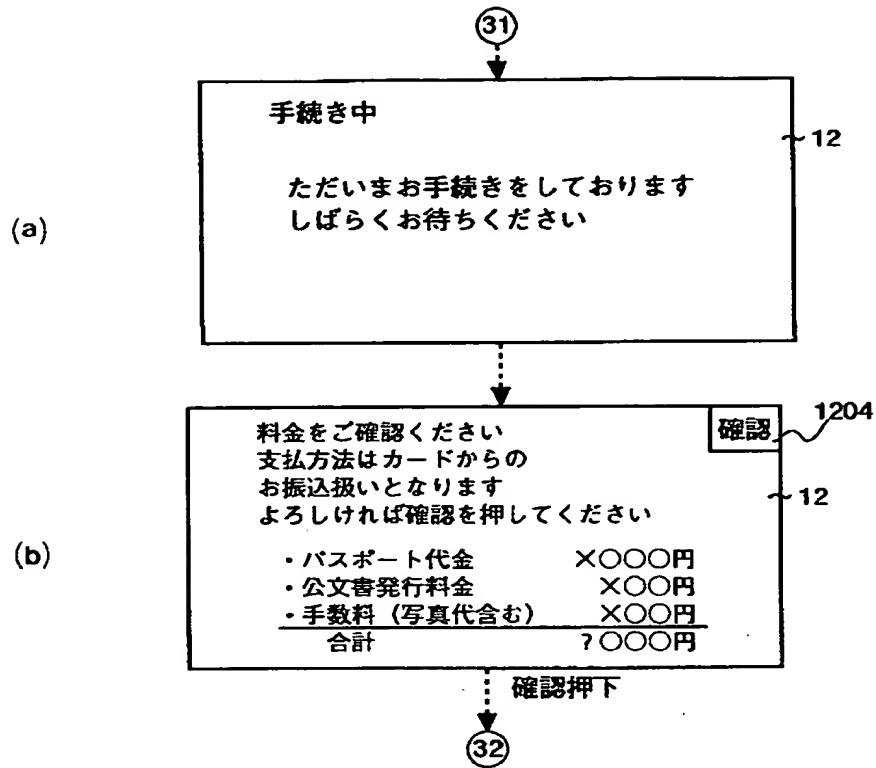 31
手続き中
12
ただいまお手続きをしております
しばらくお待ちください
(a)
1204
確認
料金をご確認ください
支払方法はカードからの
お振込扱いとなります
12
よろしければ確認を押してください
(b)
・パスポート代金 ×○○○円
・公文書発行料金 ×○○円
・手数料（写真代含む） ×○○円
合計 ?○○○円
確認押下
32